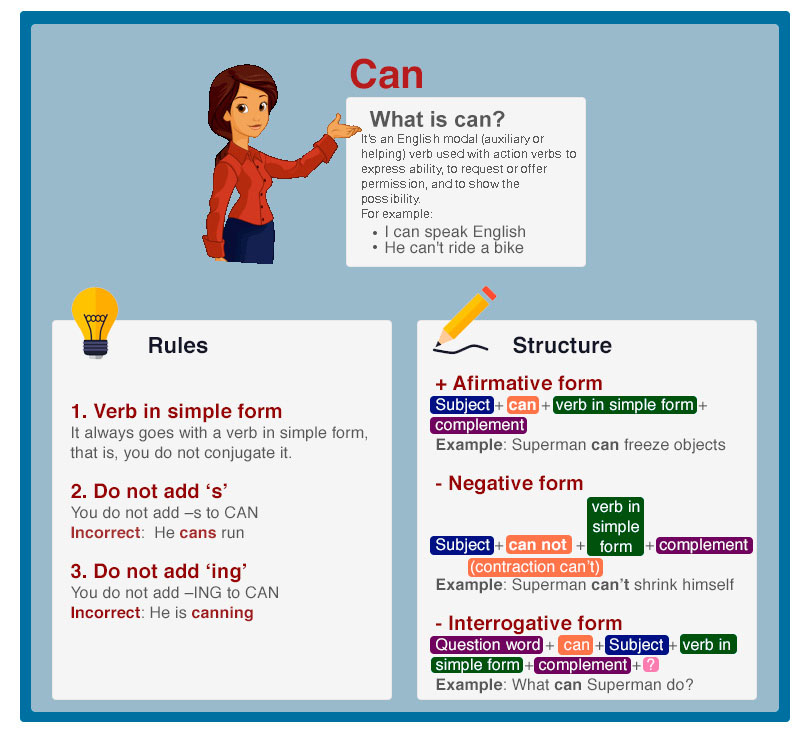 Can
What is can?
It's an English modal (auxiliary or
helping) verb used with action verbs to
express ability, to request or offer
permission, and to show the
possibility.
For example:
• I can speak English
• He can't ride a bike
Rules
1. Verb in simple form
It always goes with a verb in simple form,
that is, you do not conjugate it.
2. Do not add ‘s’
You do not add –s to CAN
Incorrect: He cans run
3. Do not add ‘ing’
You do not add –ING to CAN
Incorrect: He is canning
Structure
+ Afirmative form
Subject + can + verb in simple form +
complement
Example: Superman can freeze objects
- Negative form
verb in
simple
Subject + can not + form + complement
(contraction can’t)
Example: Superman can’t shrink himself
- Interrogative form
Question word + can + Subject + verb in
simple form + complement + ?
Example: What can Superman do?